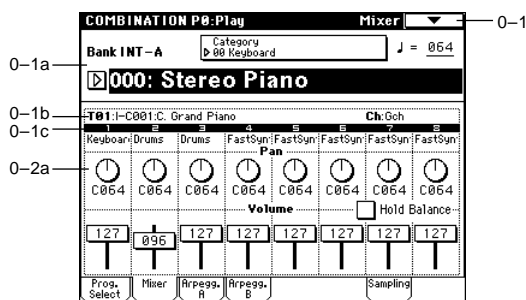 COMBINATION P0:Play Mixer
0–1
Bank INT-A
Category
00 Keyboard
♩ = 064
0–1a
000: Stereo Piano
0–1b
T01:I-C001:C. Grand Piano Ch:Gch
0–1c
1 2 3 4 5 6 7 8
Keyboar Drums Drums FastSyn FastSyn FastSyn FastSyn FastSyn
Pan
0–2a
C064 C064 C064 C064 C064 C064 C064 C064
Volume Hold Balance
127 096 127 127 127 127 127 127
Prog. Select Mixer Arpegg. A Arpegg. B Sampling